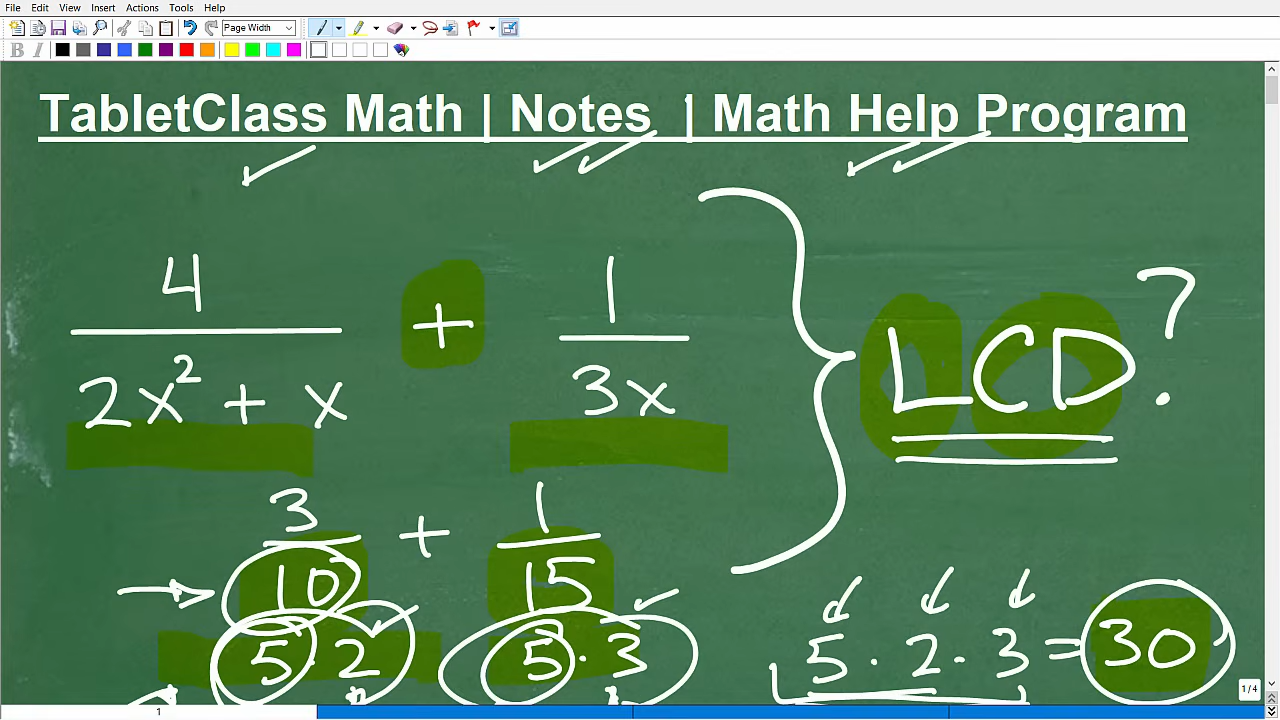 File Edit View Insert Actions Tools Help
Page Width
B I
TabletClass Math | Notes | Math Help Program
4/(2x² + x) + 1/(3x) LCD?
3/10 + 1/15
5 · 2 5 · 3 5 · 2 · 3 = 30
1/4
1